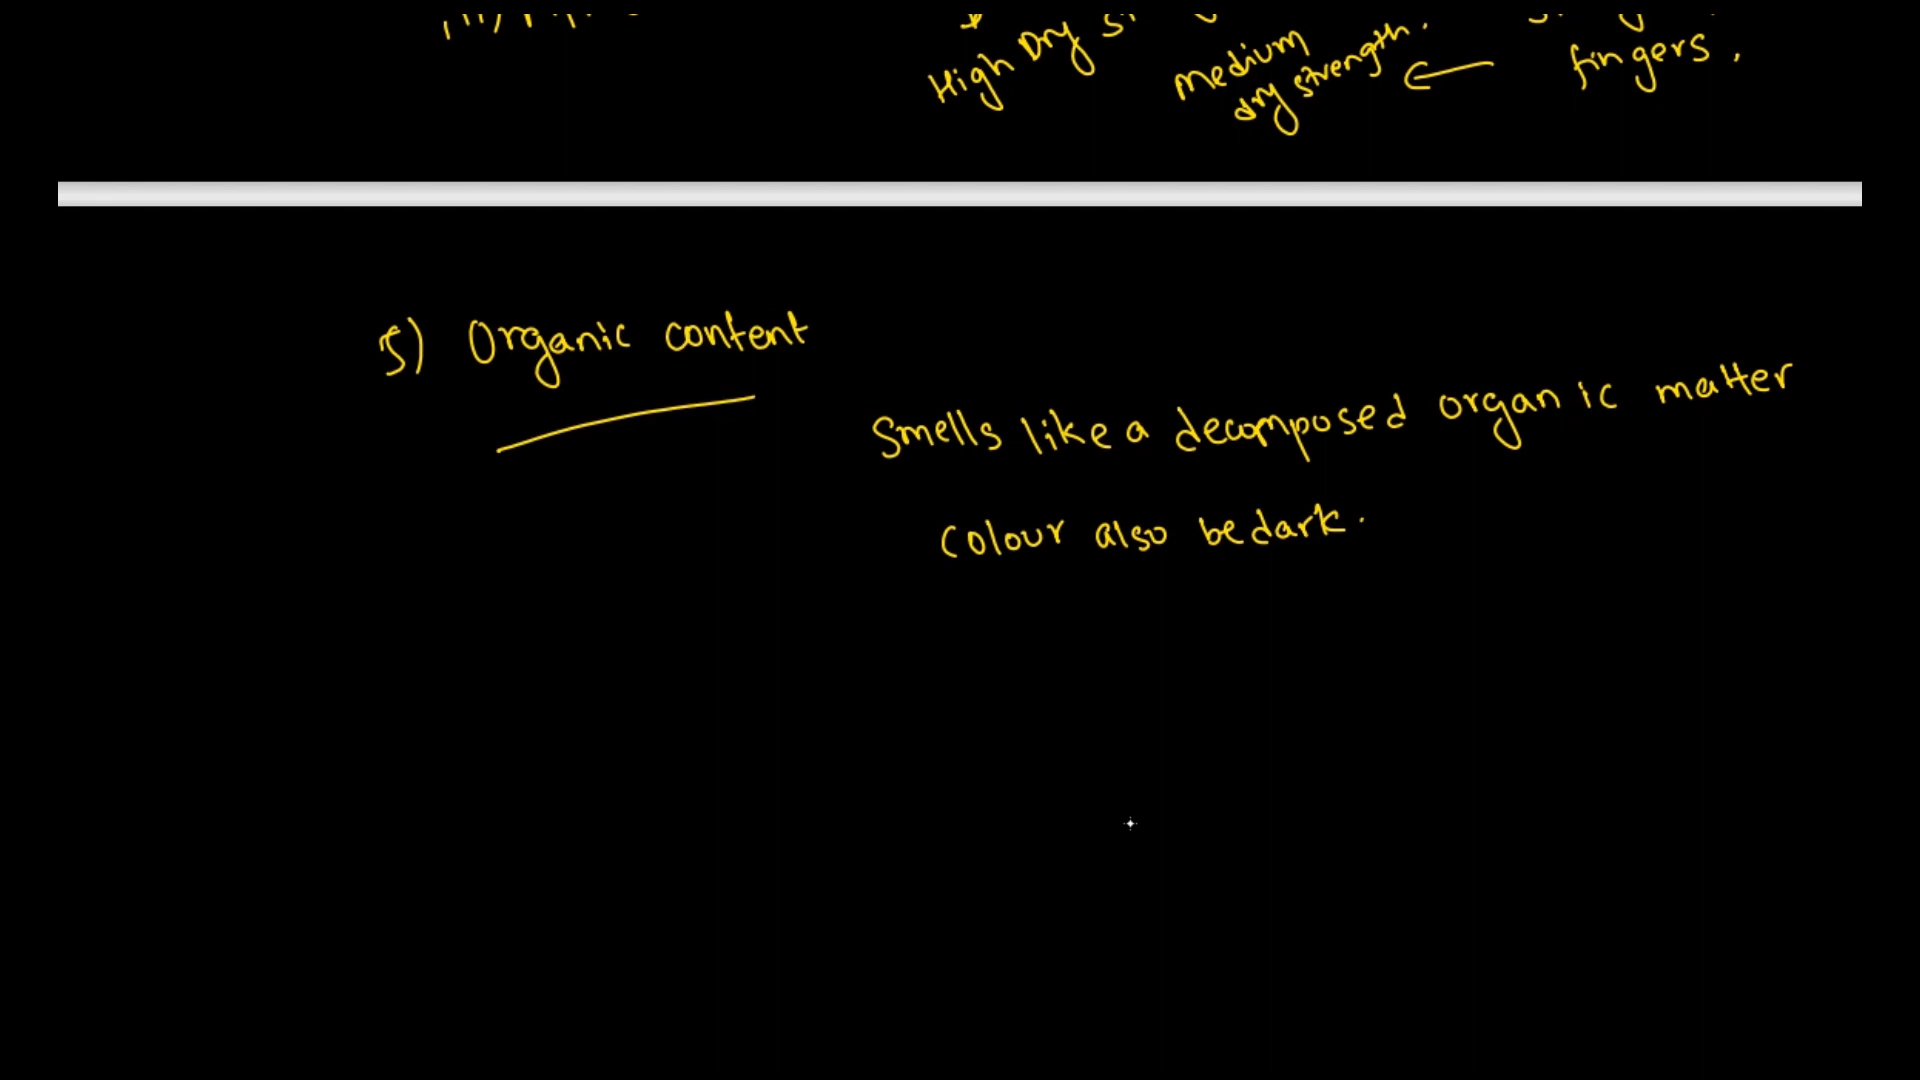 High Dry
medium
dry strength.
fingers.
5) Organic content
Smells like a decomposed organic matter
Colour also be dark.